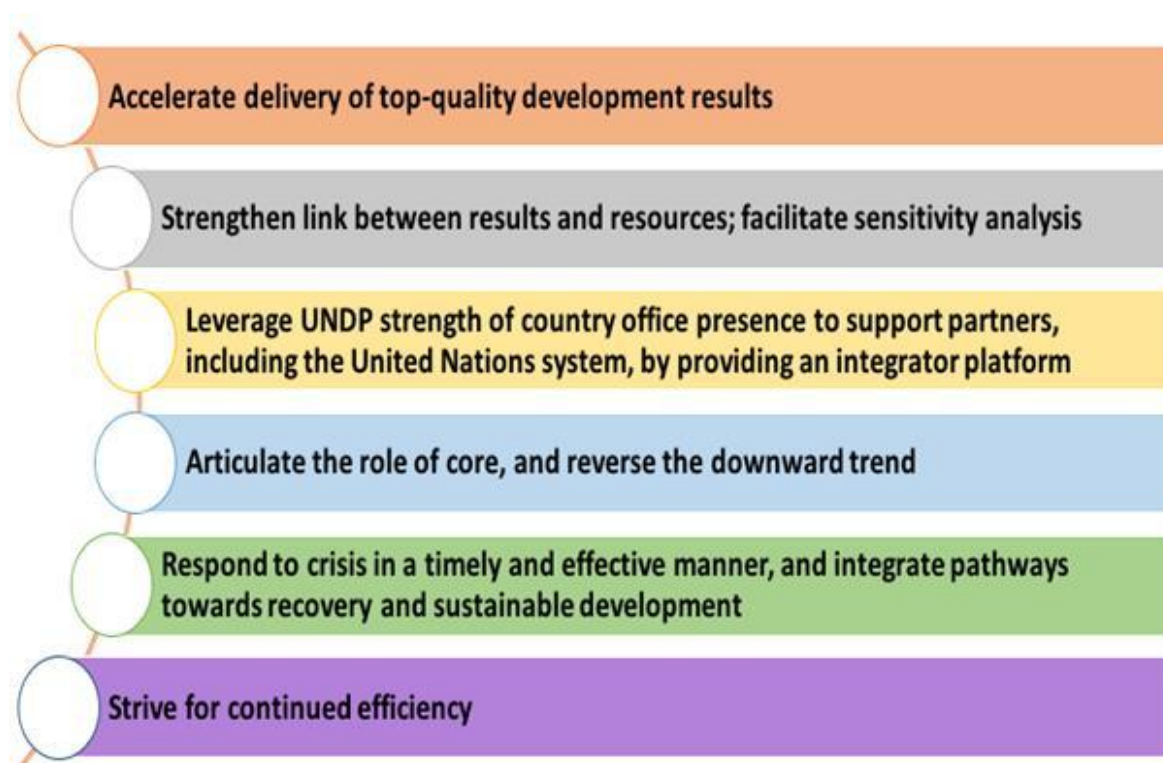 Accelerate delivery of top-quality development results
Strengthen link between results and resources; facilitate sensitivity analysis
Leverage UNDP strength of country office presence to support partners,
including the United Nations system, by providing an integrator platform
Articulate the role of core, and reverse the downward trend
Respond to crisis in a timely and effective manner, and integrate pathways
towards recovery and sustainable development
Strive for continued efficiency